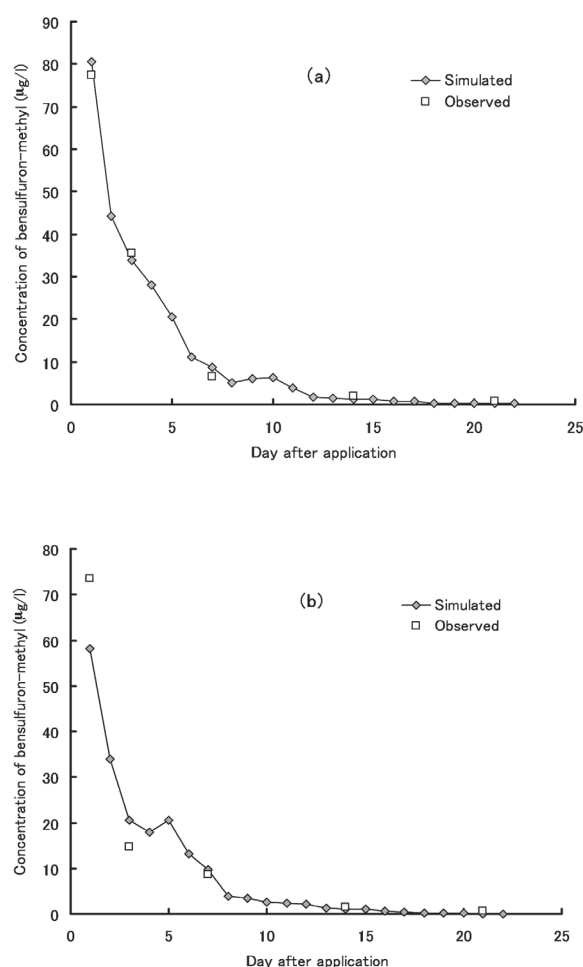 90
80
70
60
50
40
30
20
10
0
Concentration of bensulfuron-methyl (μg/l)
(a)
Simulated
Observed
0 5 10 15 20 25
Day after application
80
70
60
50
40
30
20
10
0
Concentration of bensulfuron-methyl (μg/l)
(b)
Simulated
Observed
0 5 10 15 20 25
Day after application